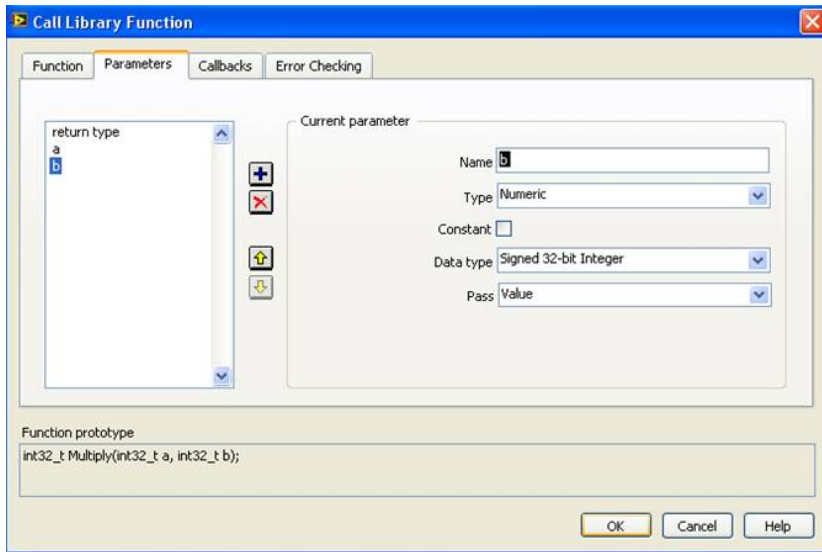 Call Library Function
Function
Parameters
Callbacks
Error Checking
return type
a
b
Current parameter
Name b
Type Numeric
Constant
Data type Signed 32-bit Integer
Pass Value
Function prototype
int32_t Multiply(int32_t a, int32_t b);
OK
Cancel
Help